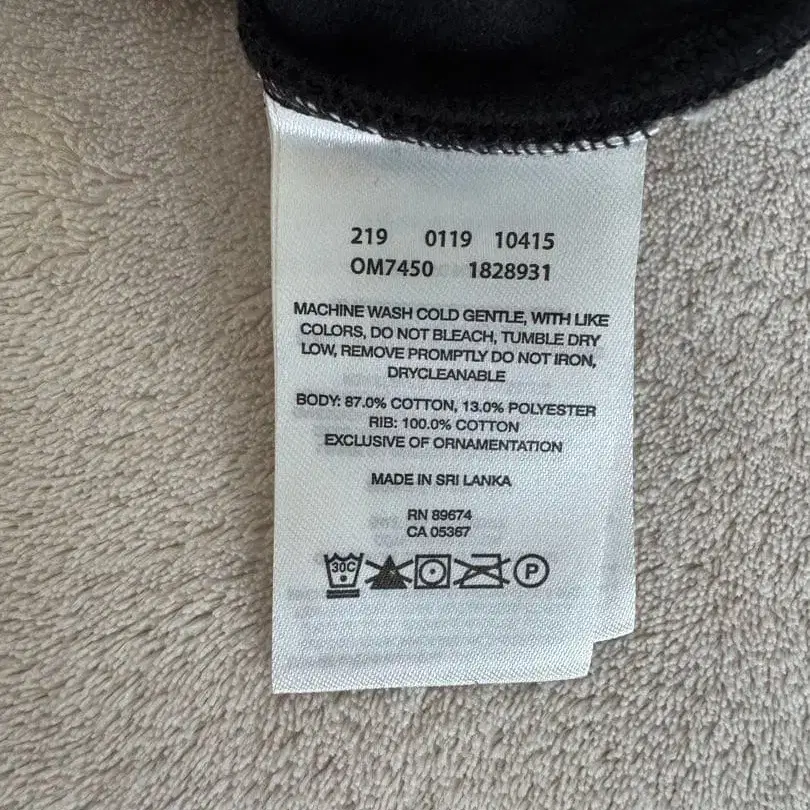 219 0119 10415
OM7450 1828931
MACHINE WASH COLD GENTLE, WITH LIKE
COLORS, DO NOT BLEACH, TUMBLE DRY
LOW, REMOVE PROMPTLY DO NOT IRON,
DRYCLEANABLE
BODY: 87.0% COTTON, 13.0% POLYESTER
RIB: 100.0% COTTON
EXCLUSIVE OF ORNAMENTATION
MADE IN SRI LANKA
RN 89674
CA 05367
30C P